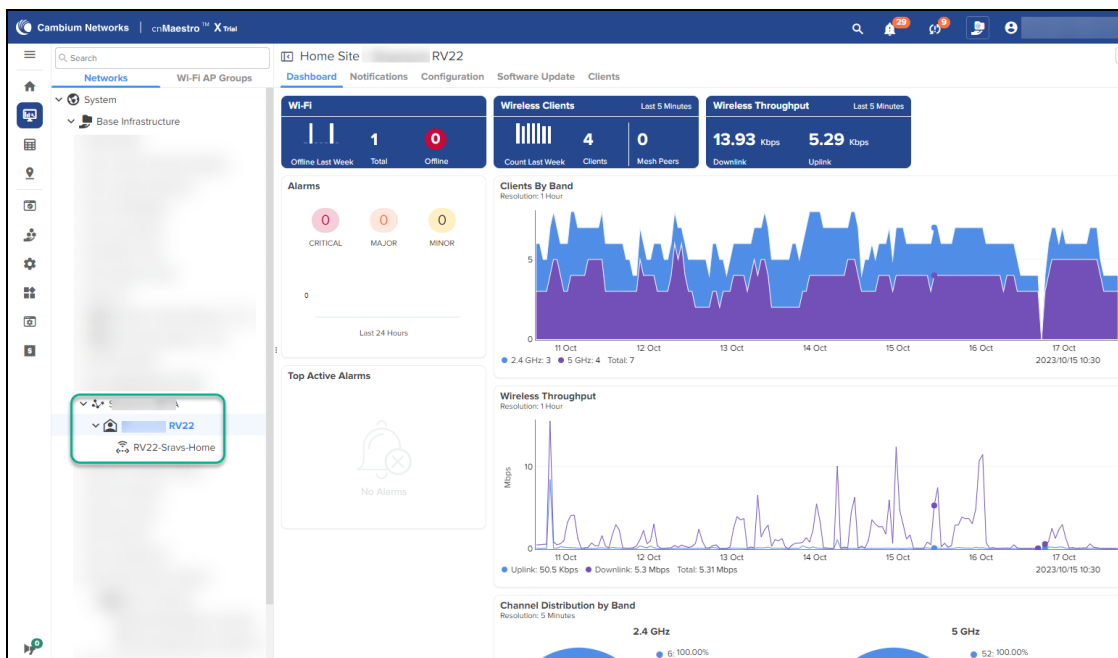 Cambium Networks | cnMaestro™ X Trial
29
9
Search
Networks Wi-Fi AP Groups
System
Base Infrastructure
RV22
RV22-Sravs-Home
$
0
Home Site RV22
Dashboard Notifications Configuration Software Update Clients
Wi-Fi
1
0
Offline Last Week Total Offline
Wireless Clients Last 5 Minutes
4
0
Count Last Week Clients Mesh Peers
Wireless Throughput Last 5 Minutes
13.93 Kbps 5.29 Kbps
Downlink Uplink
Alarms
0 0 0
CRITICAL MAJOR MINOR
0
Last 24 Hours
Top Active Alarms
No Alarms
Clients By Band
Resolution: 1 Hour
5
0
11 Oct 12 Oct 13 Oct 14 Oct 15 Oct 16 Oct 17 Oct
2.4 GHz: 3 5 GHz: 4 Total: 7 2023/10/15 10:30
Wireless Throughput
Resolution: 1 Hour
Mbps
10
0
11 Oct 12 Oct 13 Oct 14 Oct 15 Oct 16 Oct 17 Oct
Uplink: 50.5 Kbps Downlink: 5.3 Mbps Total: 5.31 Mbps 2023/10/15 10:30
Channel Distribution by Band
Resolution: 5 Minutes
2.4 GHz 5 GHz
6: 100.00% 52: 100.00%